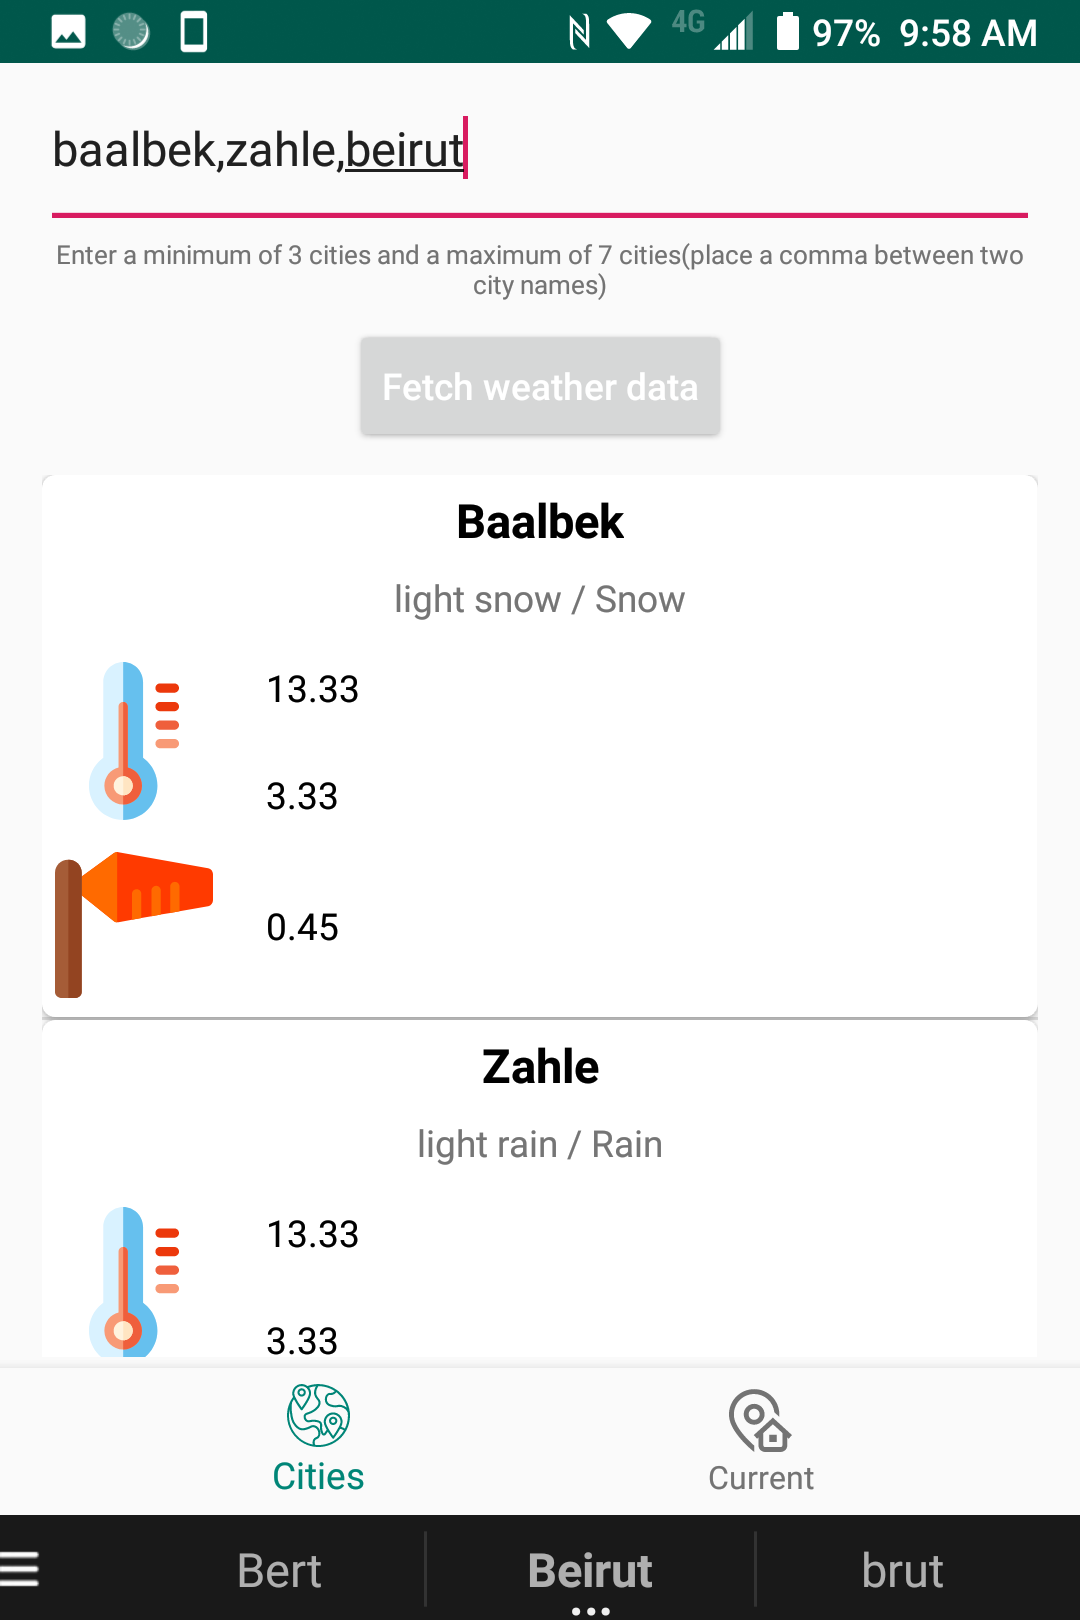 4G 97% 9:58 AM
baalbek,zahle,beirut
Enter a minimum of 3 cities and a maximum of 7 cities(place a comma between two
city names)
Fetch weather data
Baalbek
light snow / Snow
13.33
3.33
0.45
Zahle
light rain / Rain
13.33
3.33
Cities Current
Bert Beirut brut